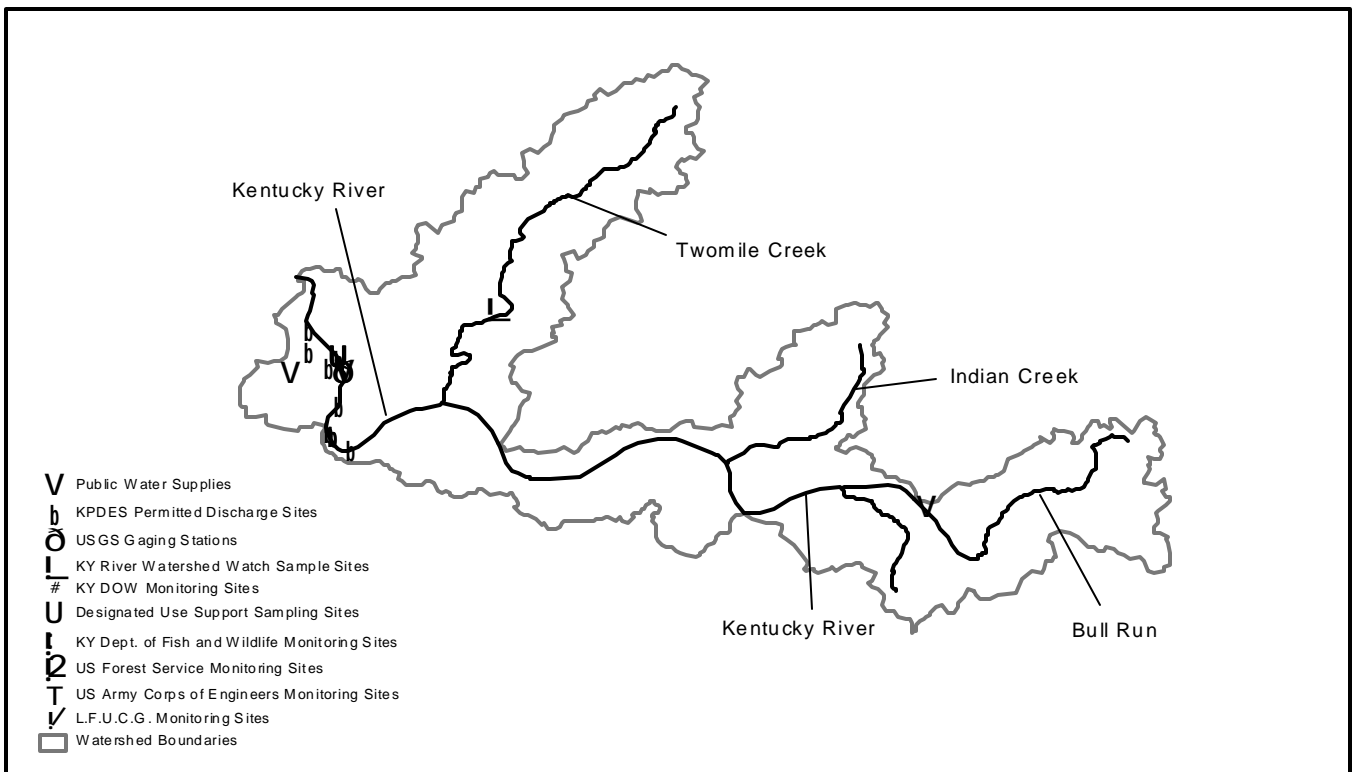 Kentucky River
Twomile Creek
Indian Creek
Kentucky River
Bull Run
V Public Water Supplies
b KPDES Permitted Discharge Sites
ð USGS Gaging Stations
KY River Watershed Watch Sample Sites
# KY DOW Monitoring Sites
U Designated Use Support Sampling Sites
KY Dept. of Fish and Wildlife Monitoring Sites
US Forest Service Monitoring Sites
T US Army Corps of Engineers Monitoring Sites
L.F.U.C.G. Monitoring Sites
Watershed Boundaries